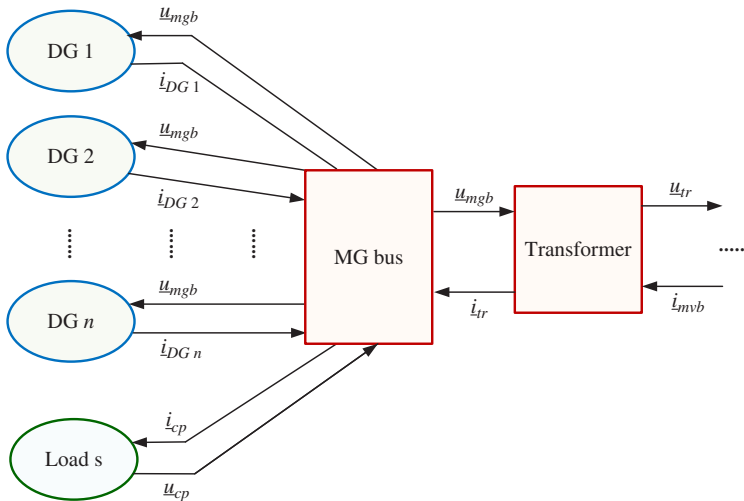 u_mgb
DG 1
i_DG 1
u_mgb
DG 2
i_DG 2
u_mgb
u_tr
MG bus
Transformer
.....
u_mgb
DG n
i_DG n
i_tr
i_mvb
i_cp
Load s
u_cp